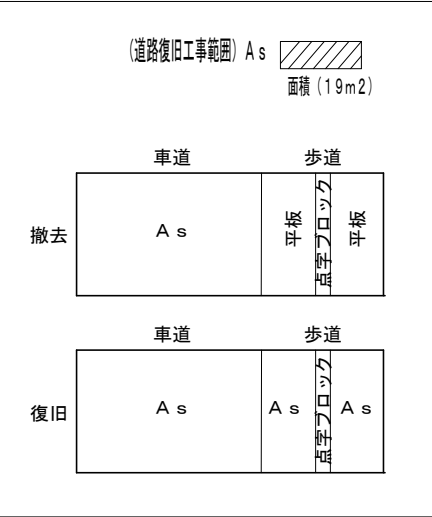 （道路復旧工事範囲）Ａｓ
面積（１９ｍ２）
車道 歩道
撤去 Ａｓ 平板 点字ブロック 平板
車道 歩道
復旧 Ａｓ Ａｓ 点字ブロック Ａｓ